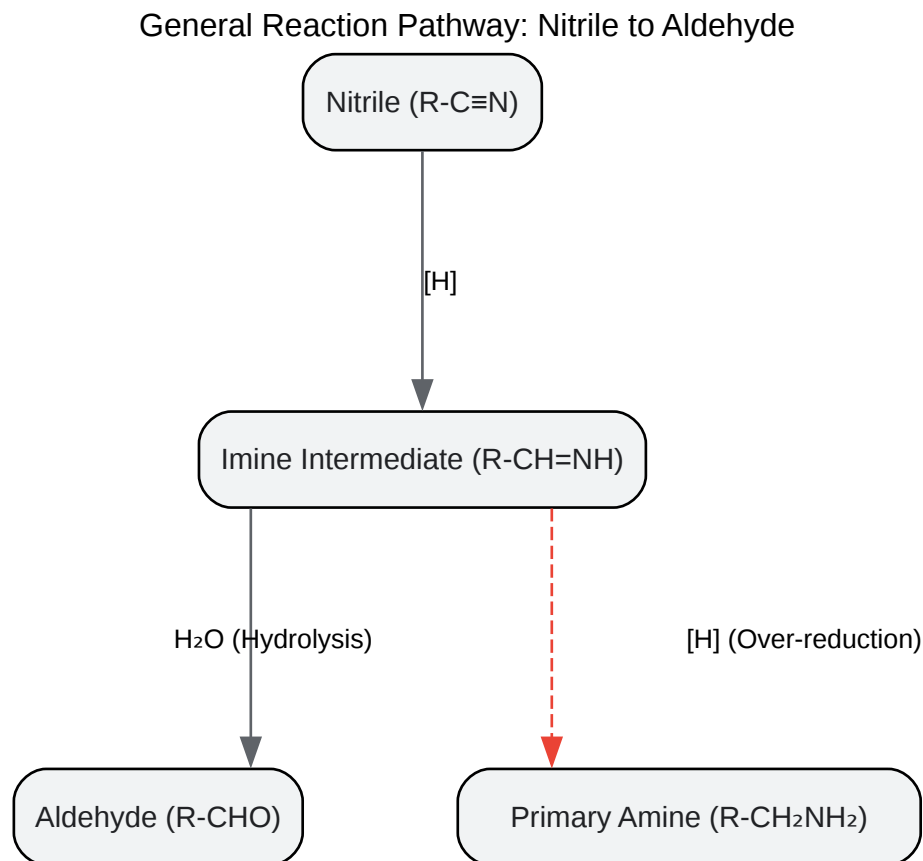 General Reaction Pathway: Nitrile to Aldehyde
Nitrile (R-C≡N)
[H]
Imine Intermediate (R-CH=NH)
H₂O (Hydrolysis)
[H] (Over-reduction)
Aldehyde (R-CHO)
Primary Amine (R-CH₂NH₂)